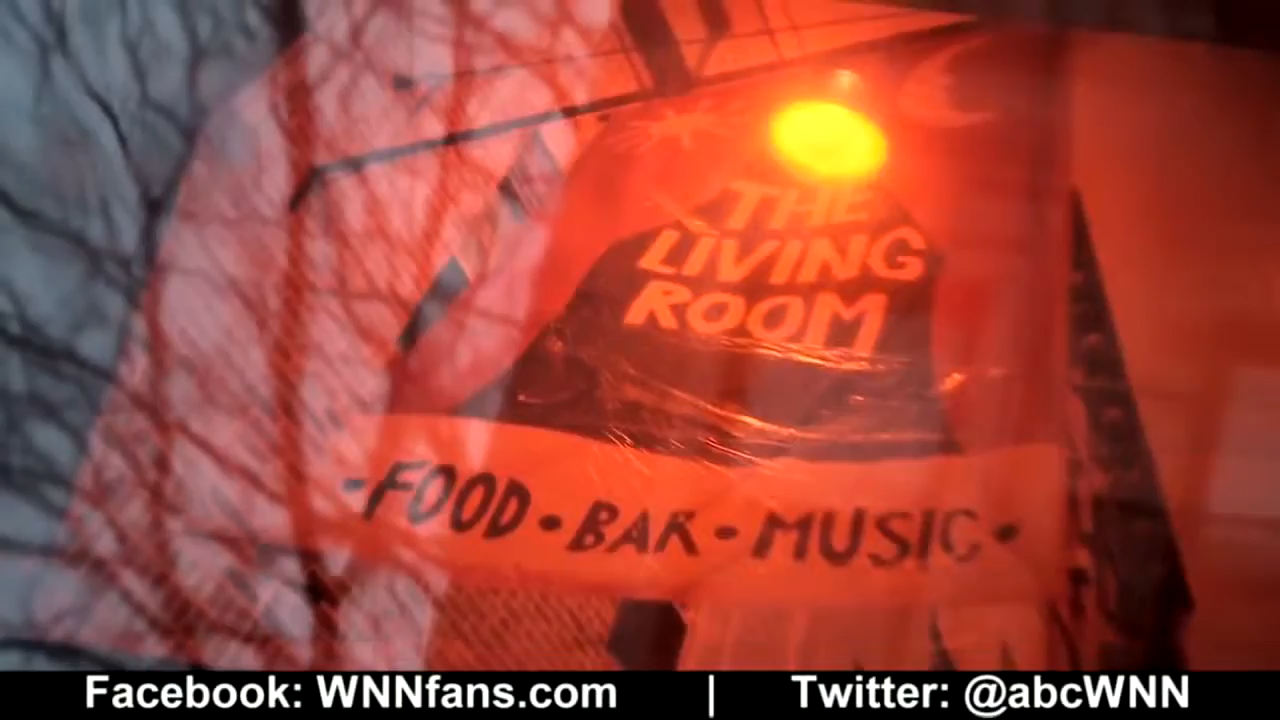 THE
LIVING
ROOM
-FOOD•BAR•MUSIC•
Facebook: WNNfans.com | Twitter: @abcWNN